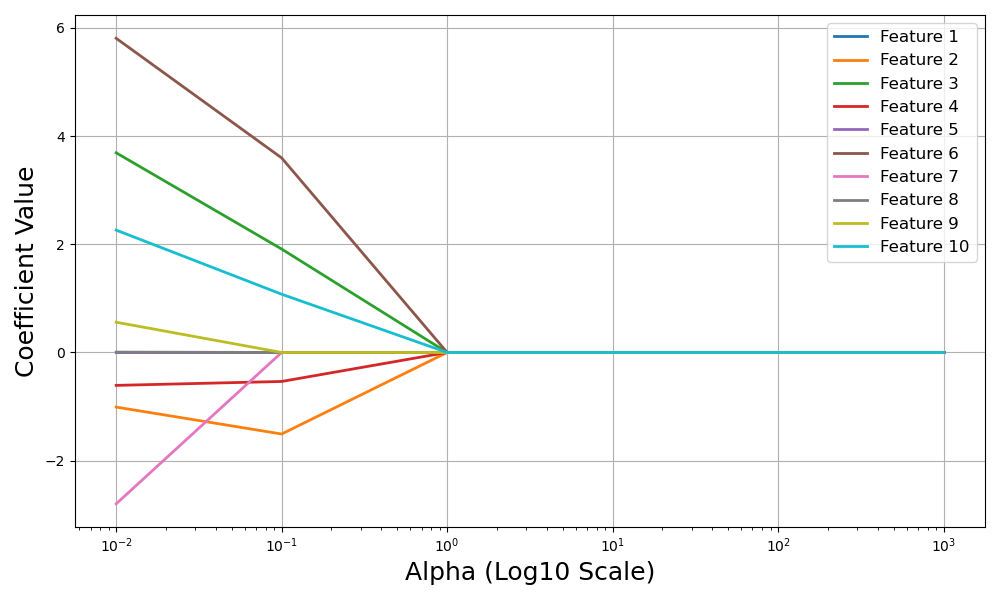 6
4
2
0
−2
Coefficient Value
10⁻²
10⁻¹
10⁰
10¹
10²
10³
Alpha (Log10 Scale)
Feature 1
Feature 2
Feature 3
Feature 4
Feature 5
Feature 6
Feature 7
Feature 8
Feature 9
Feature 10